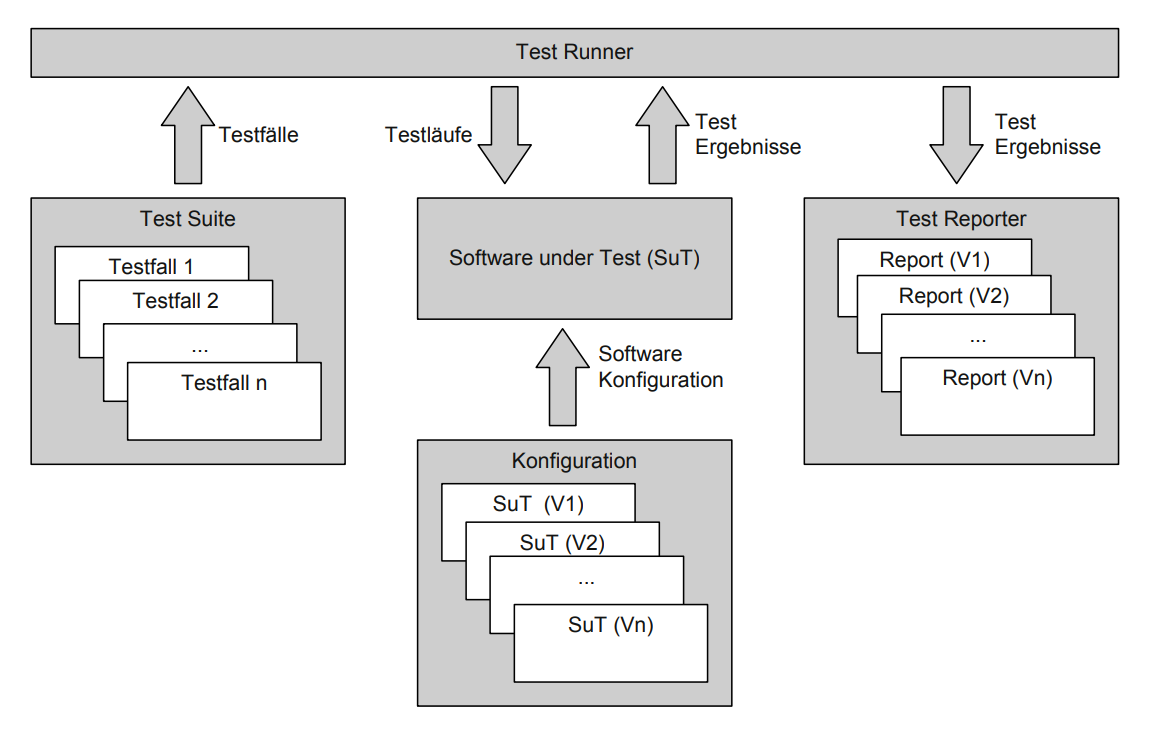 Test Runner
Testfälle
Testläufe
Test
Ergebnisse
Test
Ergebnisse
Test Suite
Testfall 1
Testfall 2
...
Testfall n
Software under Test (SuT)
Test Reporter
Report (V1)
Report (V2)
...
Report (Vn)
Software
Konfiguration
Konfiguration
SuT (V1)
SuT (V2)
...
SuT (Vn)